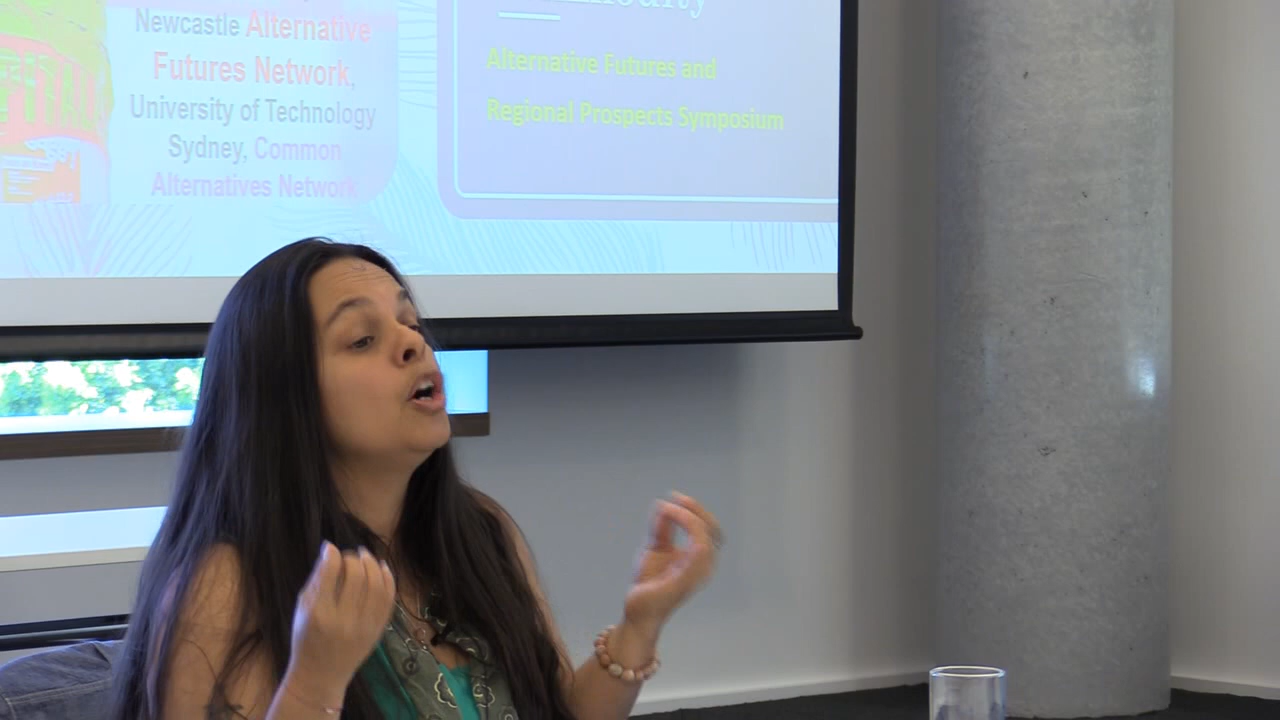 Newcastle Alternative
Futures Network,
University of Technology
Sydney, Common
Alternatives Network
Alternative Futures and
Regional Prospects Symposium